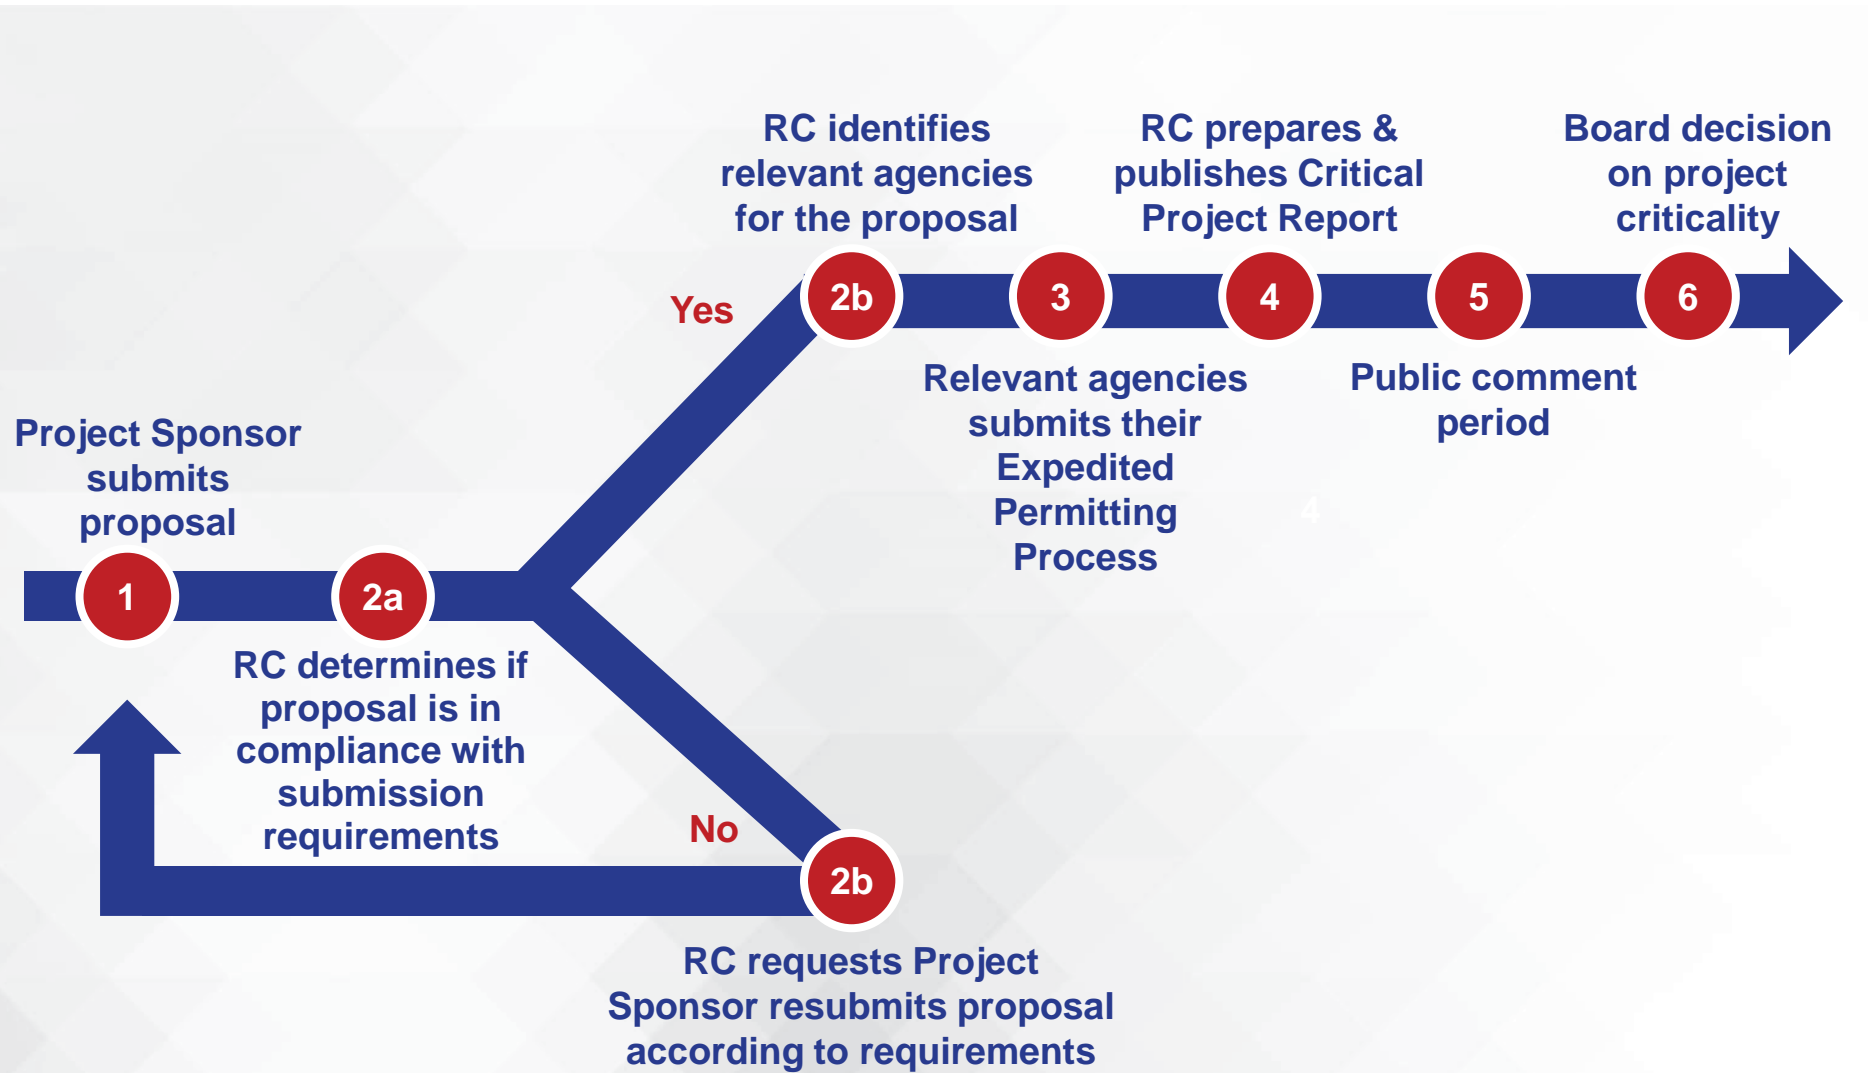 Project Sponsor
submits
proposal
1
2a
RC determines if
proposal is in
compliance with
submission
requirements
Yes
RC identifies
relevant agencies
for the proposal
2b
3
Relevant agencies
submits their
Expedited
Permitting
Process
RC prepares &
publishes Critical
Project Report
4
5
Public comment
period
Board decision
on project
criticality
6
4
No
2b
RC requests Project
Sponsor resubmits proposal
according to requirements